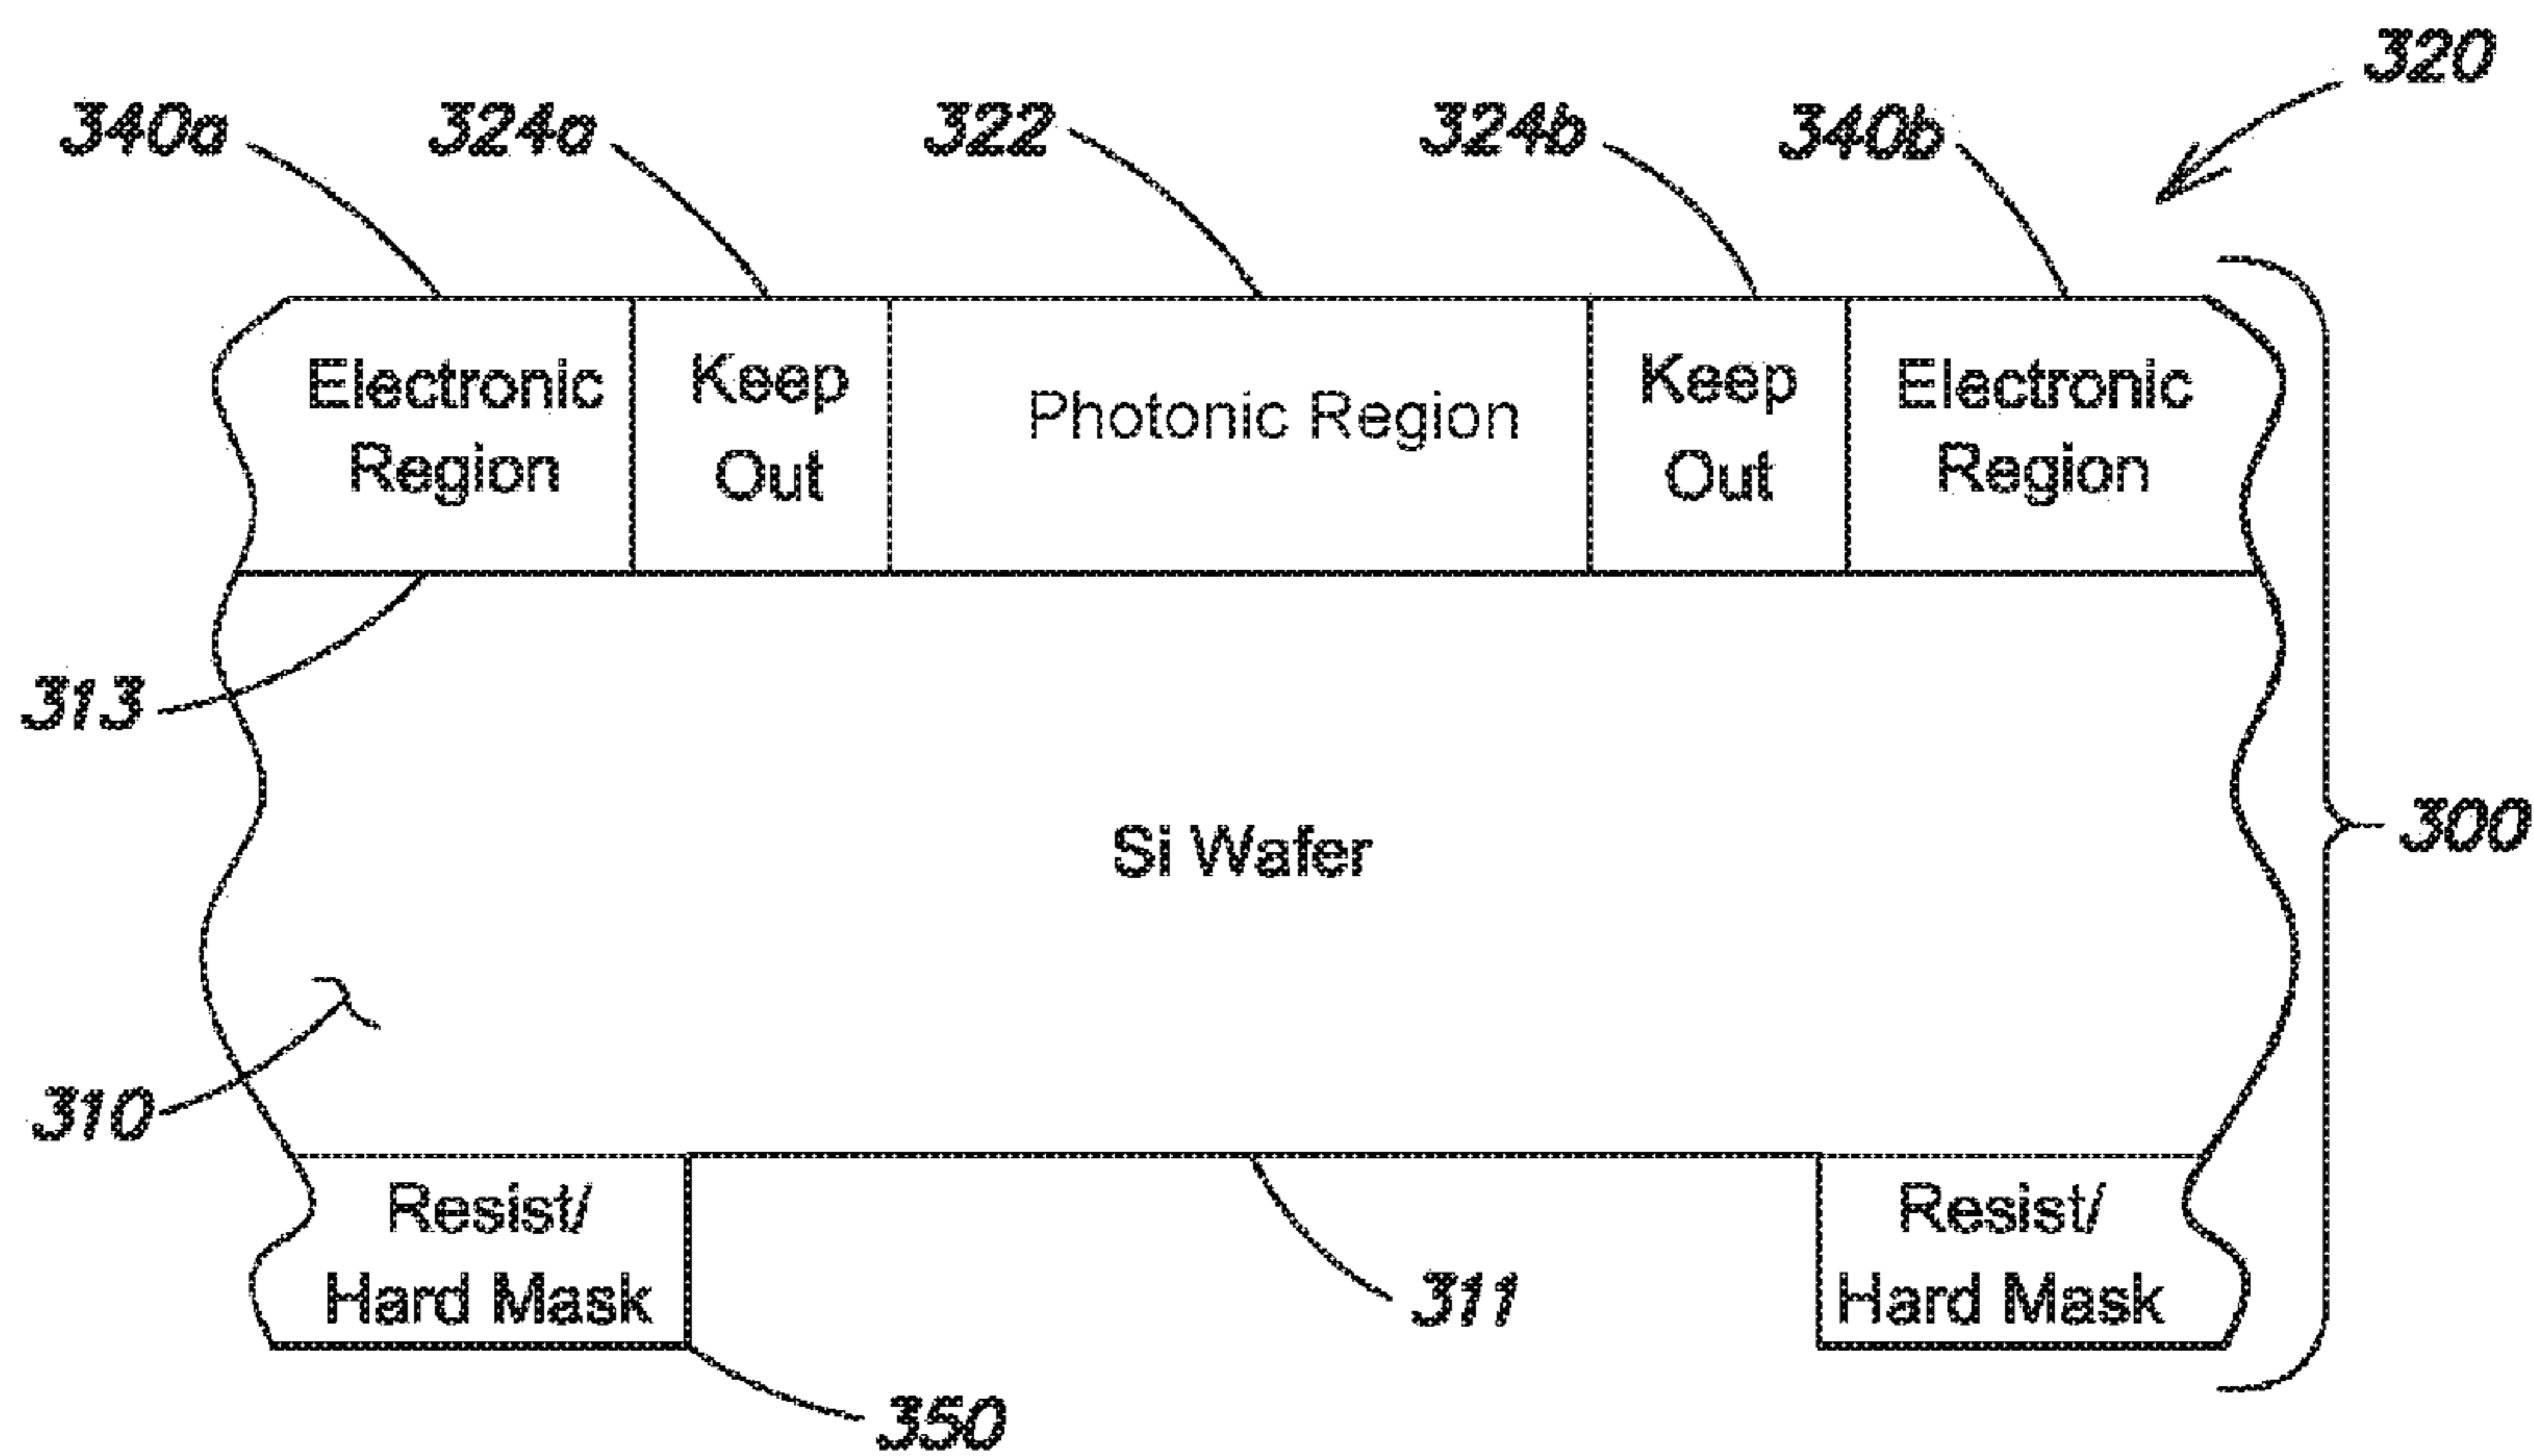 320
340a 324a 322 324b 340b
Electronic Region
Keep Out
Photonic Region
Keep Out
Electronic Region
313
Si Wafer
300
310
Resist/
Hard Mask
311
Resist/
Hard Mask
350